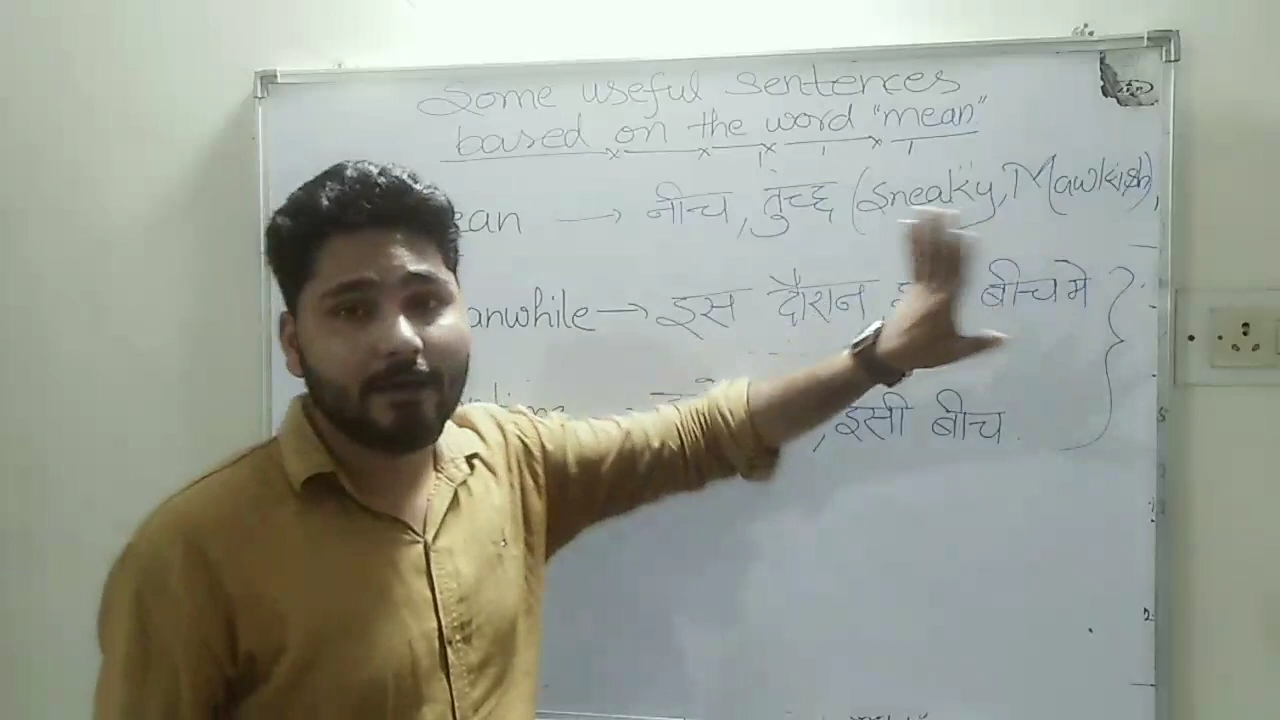 Some useful sentences
based on the word "mean"
ean → नीच, तुच्छ (Sneaky, Mawkish),
anwhile → इस दौरान, बीच मे
, इसी बीच